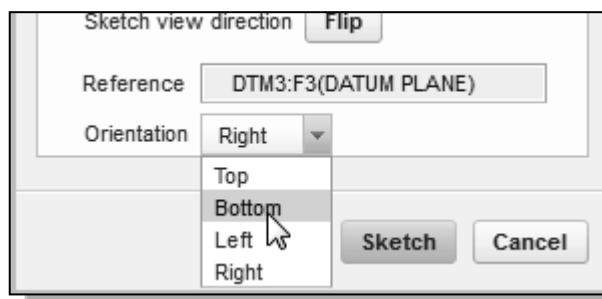 Sketch view direction Flip
Reference DTM3:F3(DATUM PLANE)
Orientation Right
Top
Bottom
Left
Right
Sketch Cancel